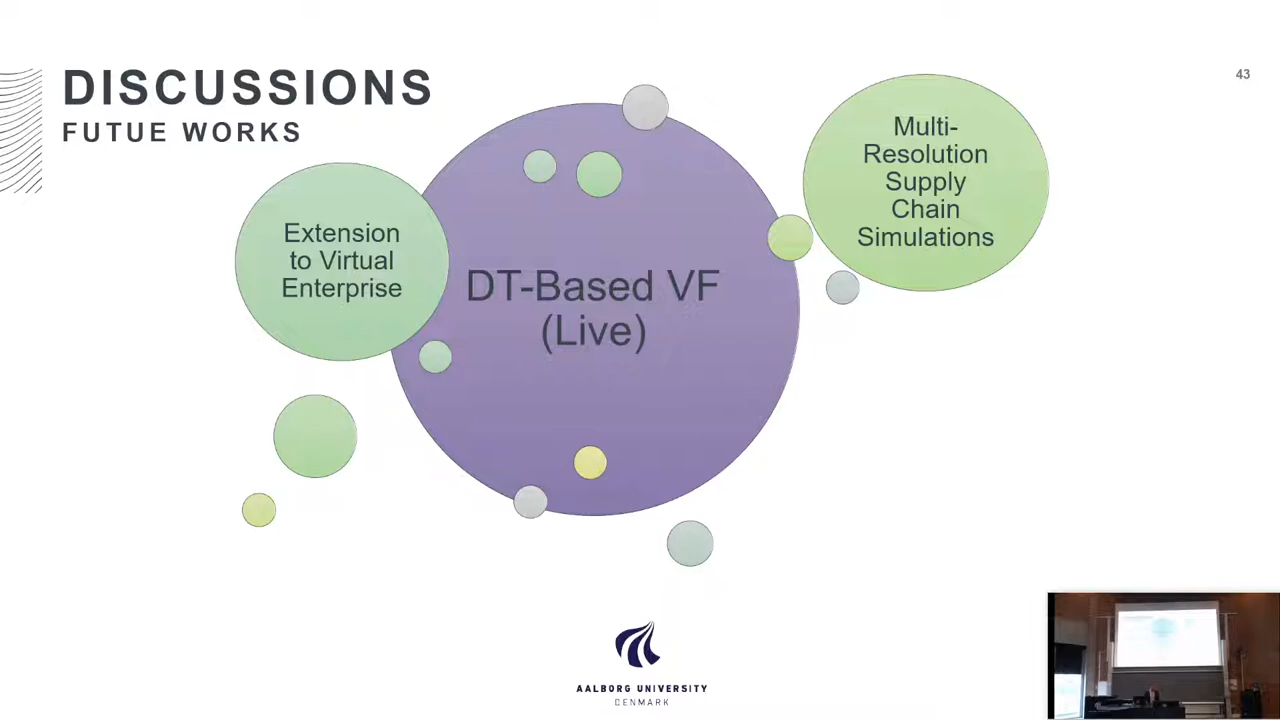 DISCUSSIONS
FUTUE WORKS
43
Extension
to Virtual
Enterprise
DT-Based VF
(Live)
Multi-
Resolution
Supply
Chain
Simulations
AALBORG UNIVERSITY
DENMARK